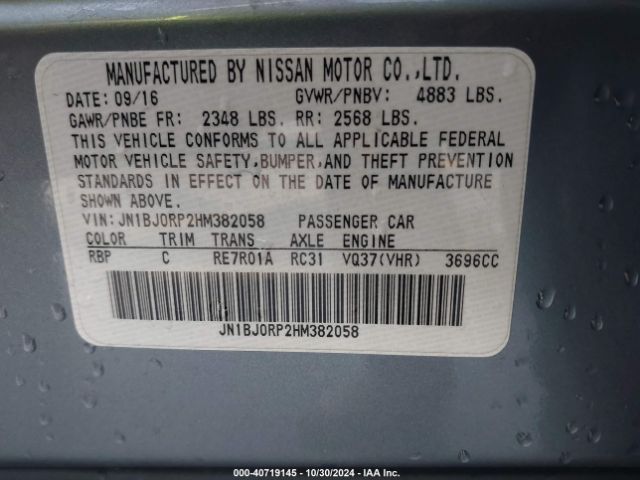 MANUFACTURED BY NISSAN MOTOR CO.,LTD.
DATE: 09/16 GVWR/PNBV: 4883 LBS.
GAWR/PNBE FR: 2348 LBS. RR: 2568 LBS.
THIS VEHICLE CONFORMS TO ALL APPLICABLE FEDERAL
MOTOR VEHICLE SAFETY,BUMPER,AND THEFT PREVENTION
STANDARDS IN EFFECT ON THE DATE OF MANUFACTURE
SHOWN ABOVE.
VIN:JN1BJ0RP2HM382058 PASSENGER CAR
COLOR TRIM TRANS AXLE ENGINE
RBP C RE7R01A RC31 VQ37(VHR) 3696CC
JN1BJ0RP2HM382058
000-40719145 - 10/30/2024 - IAA Inc.